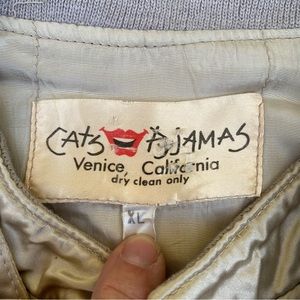 CATS PAJAMAS
Venice, California
dry clean only
XL